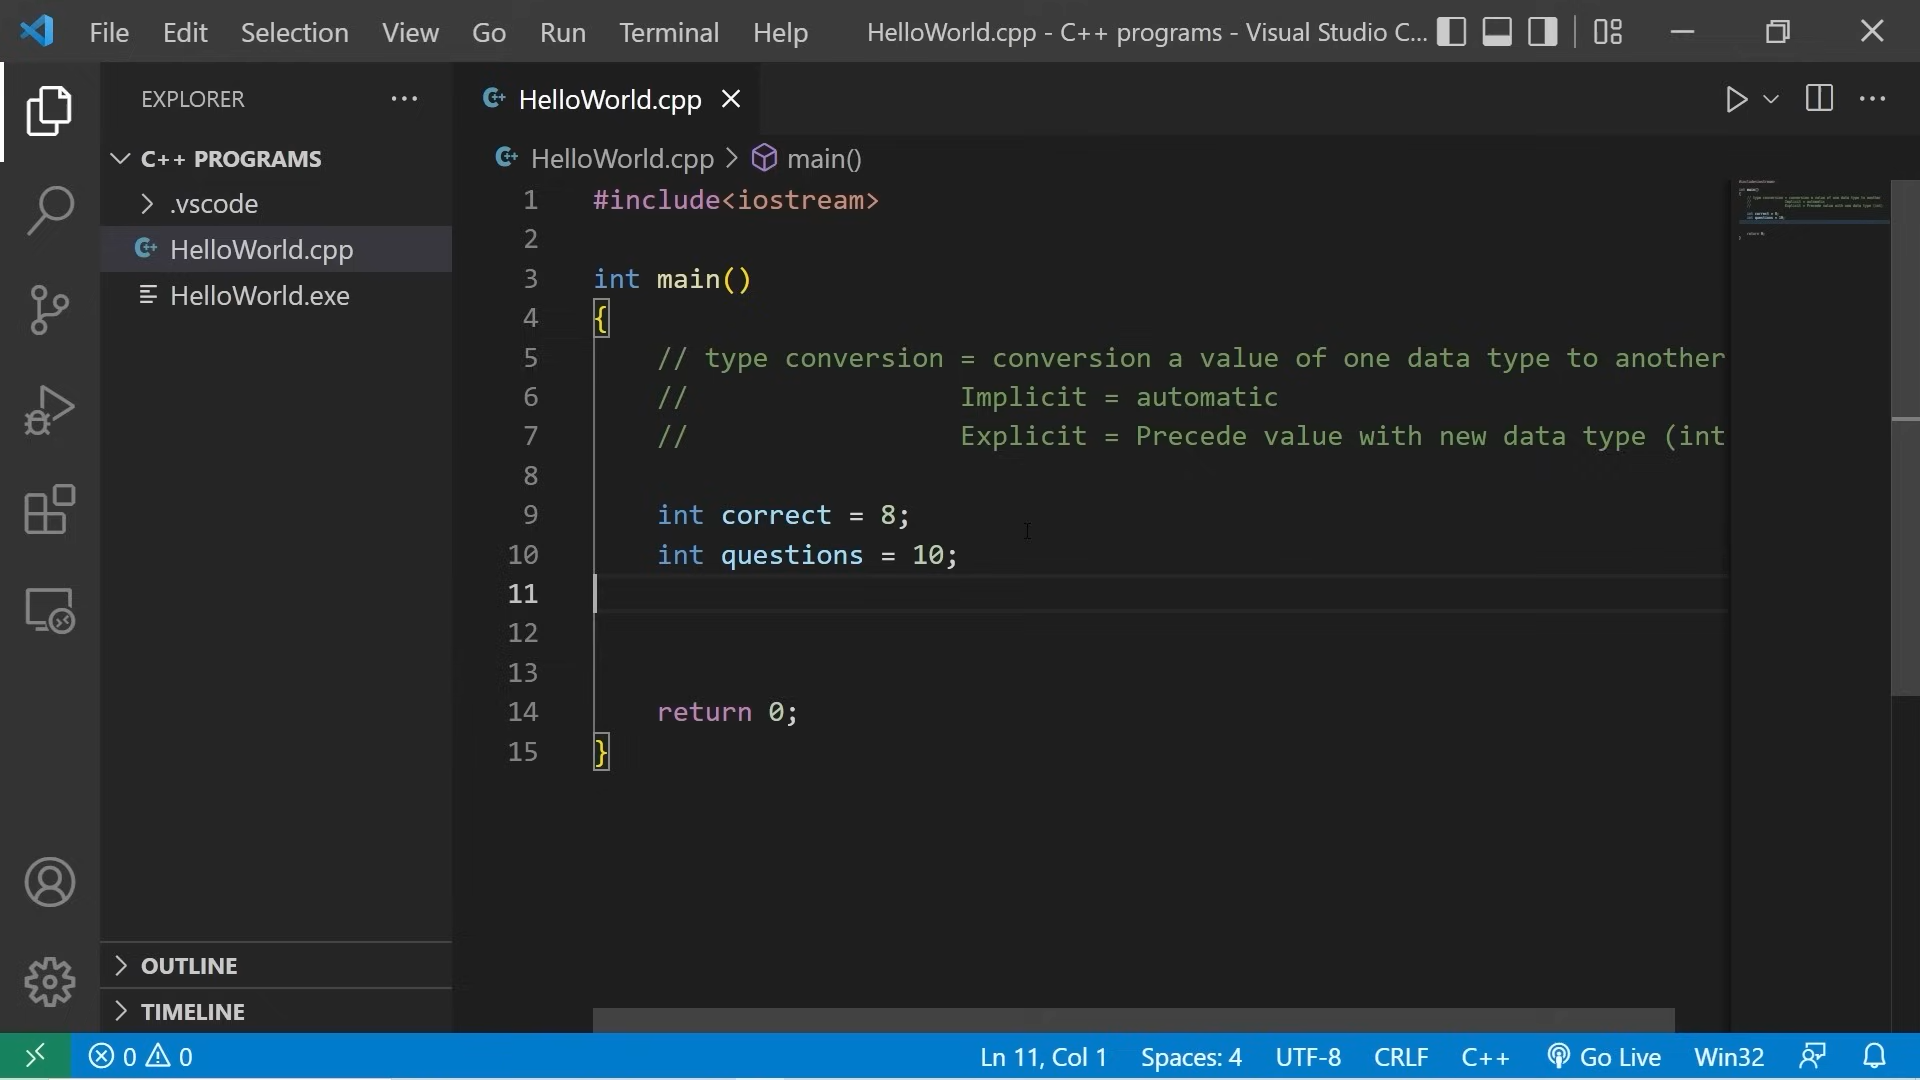 File Edit Selection View Go Run Terminal Help HelloWorld.cpp - C++ programs - Visual Studio C...
EXPLORER
C++ PROGRAMS
.vscode
HelloWorld.cpp
HelloWorld.exe
OUTLINE
TIMELINE
HelloWorld.cpp
HelloWorld.cpp > main()
1 #include<iostream>
2
3 int main()
4 {
5 // type conversion = conversion a value of one data type to another
6 // Implicit = automatic
7 // Explicit = Precede value with new data type (int
8
9 int correct = 8;
10 int questions = 10;
11
12
13
14 return 0;
15 }
0 0 Ln 11, Col 1 Spaces: 4 UTF-8 CRLF C++ Go Live Win32